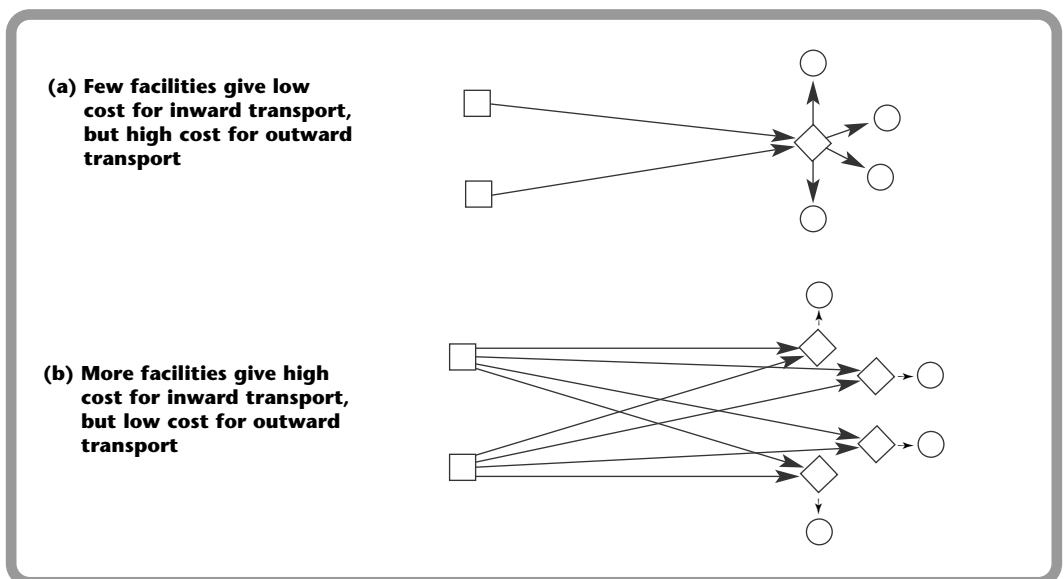 (a) Few facilities give low
cost for inward transport,
but high cost for outward
transport
(b) More facilities give high
cost for inward transport,
but low cost for outward
transport